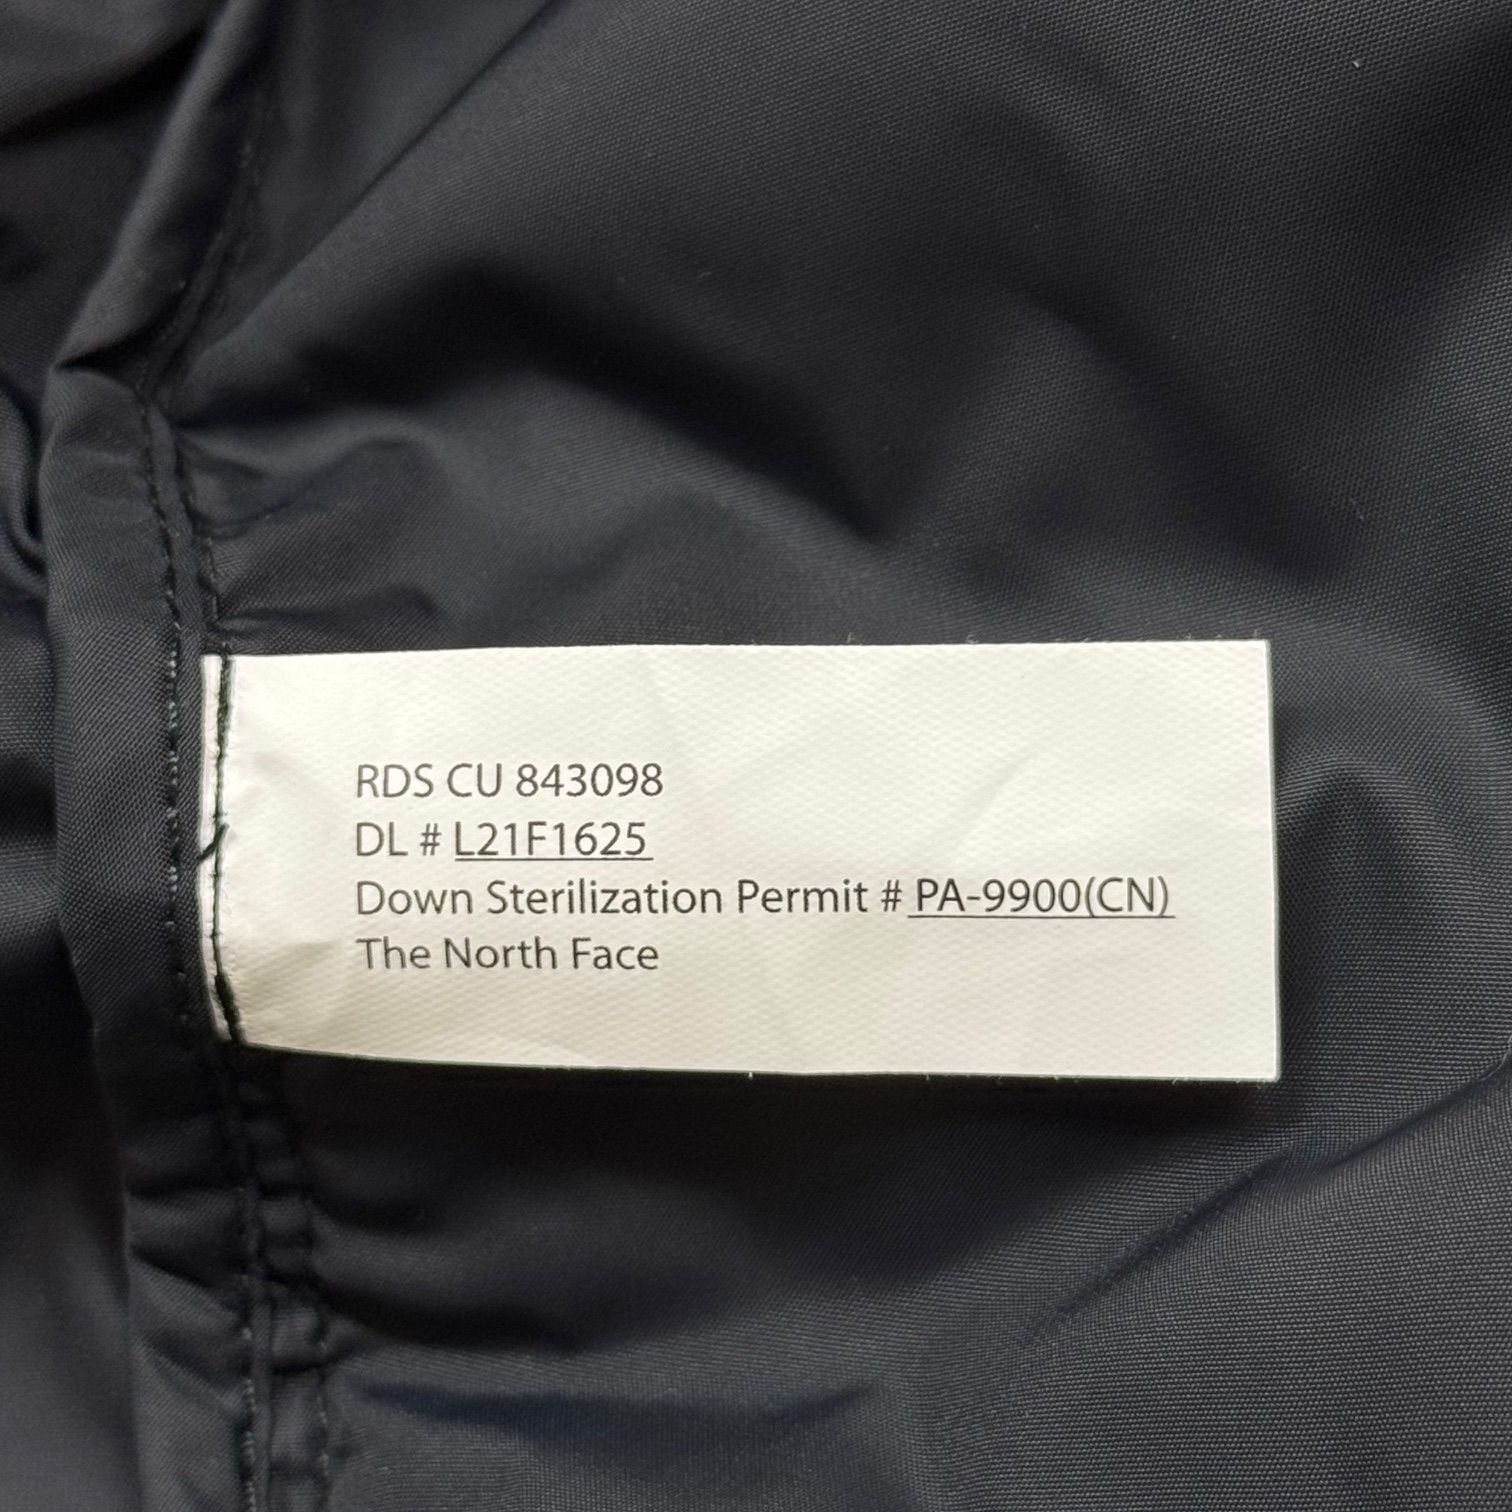 RDS CU 843098
DL # L21F1625
Down Sterilization Permit # PA-9900(CN)
The North Face